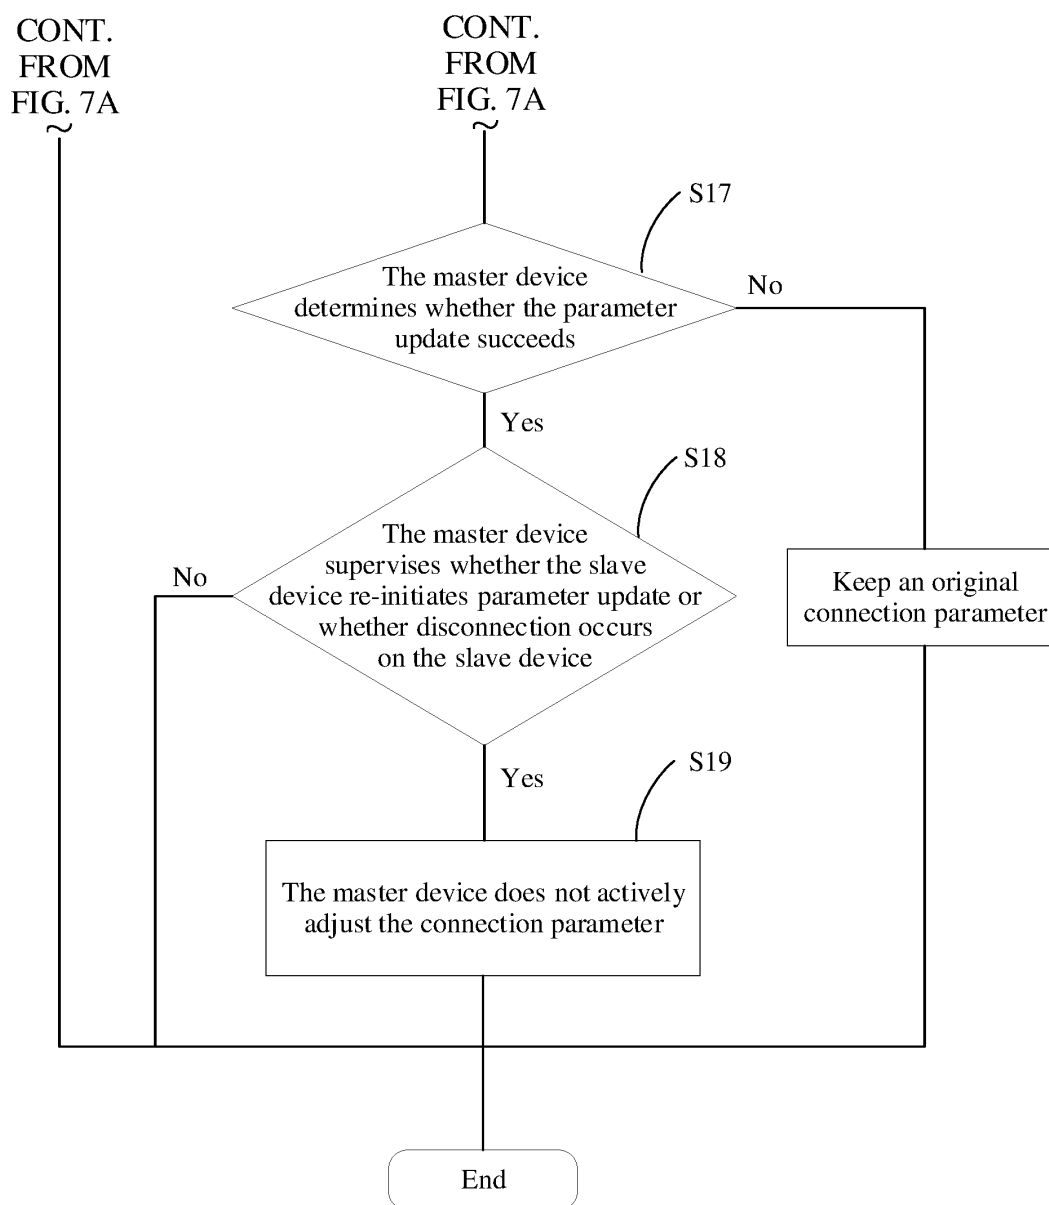 CONT.
FROM
FIG. 7A
CONT.
FROM
FIG. 7A
S17
The master device
determines whether the parameter
update succeeds
No
Yes
S18
The master device
supervises whether the slave
device re-initiates parameter update or
whether disconnection occurs
on the slave device
No
Keep an original
connection parameter
Yes
S19
The master device does not actively
adjust the connection parameter
End